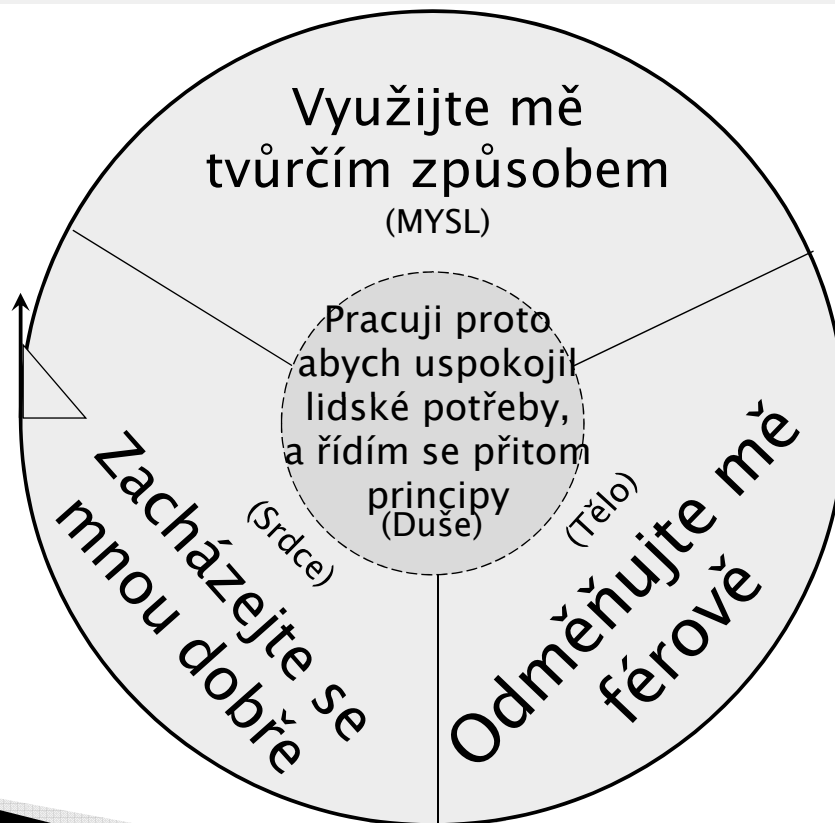 Využijte mě
tvůrčím způsobem
(MYSL)
Pracuji proto
abych uspokojil
lidské potřeby,
a řídím se přitom
principy
(Duše)
Zacházejte se
mnou dobře
(Srdce)
(Tělo)
Odměňujte mě
férově